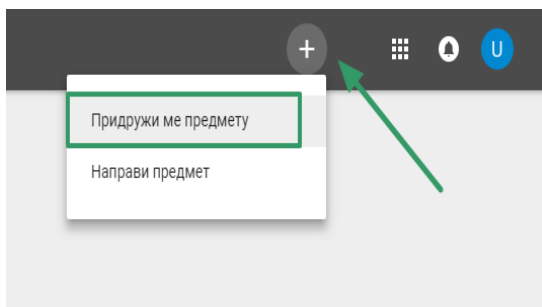 + U
Придружи ме предмету
Направи предмет